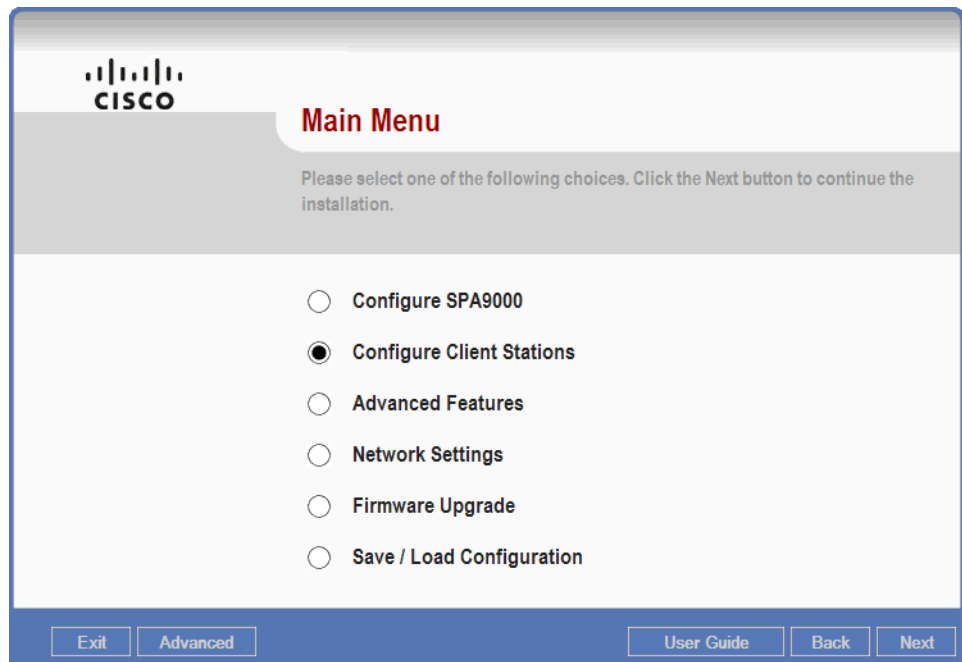 CISCO
Main Menu
Please select one of the following choices. Click the Next button to continue the
installation.
Configure SPA9000
Configure Client Stations
Advanced Features
Network Settings
Firmware Upgrade
Save / Load Configuration
Exit Advanced User Guide Back Next